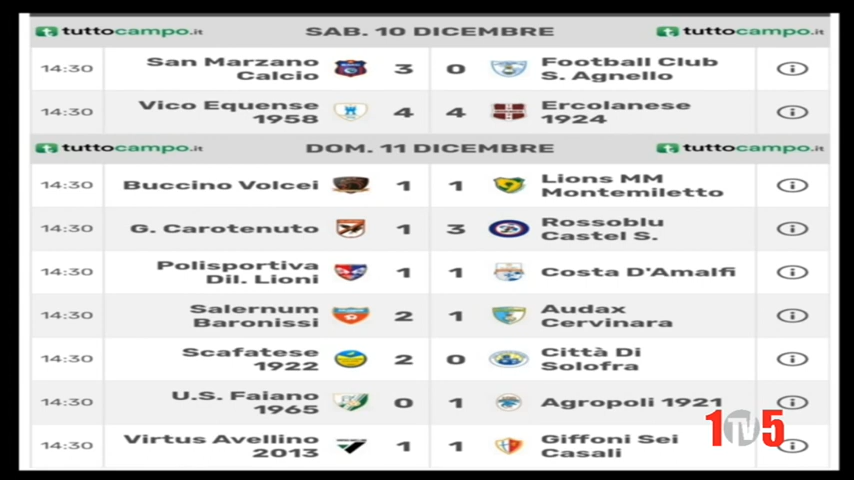 tuttocampo.it SAB. 10 DICEMBRE tuttocampo.it
14:30 San Marzano Calcio 3 0 Football Club S. Agnello
14:30 Vico Equense 1958 4 4 Ercolanese 1924
tuttocampo.it DOM. 11 DICEMBRE tuttocampo.it
14:30 Buccino Volcei 1 1 Lions MM Montemiletto
14:30 G. Carotenuto 1 3 Rossoblu Castel S.
14:30 Polisportiva Dil. Lioni 1 1 Costa D'Amalfi
14:30 Salernum Baronissi 2 1 Audax Cervinara
14:30 Scafatese 1922 2 0 Città Di Solofra
14:30 U.S. Faiano 1965 0 1 Agropoli 1921
14:30 Virtus Avellino 2013 1 1 Giffoni Sei Casali
1TV5